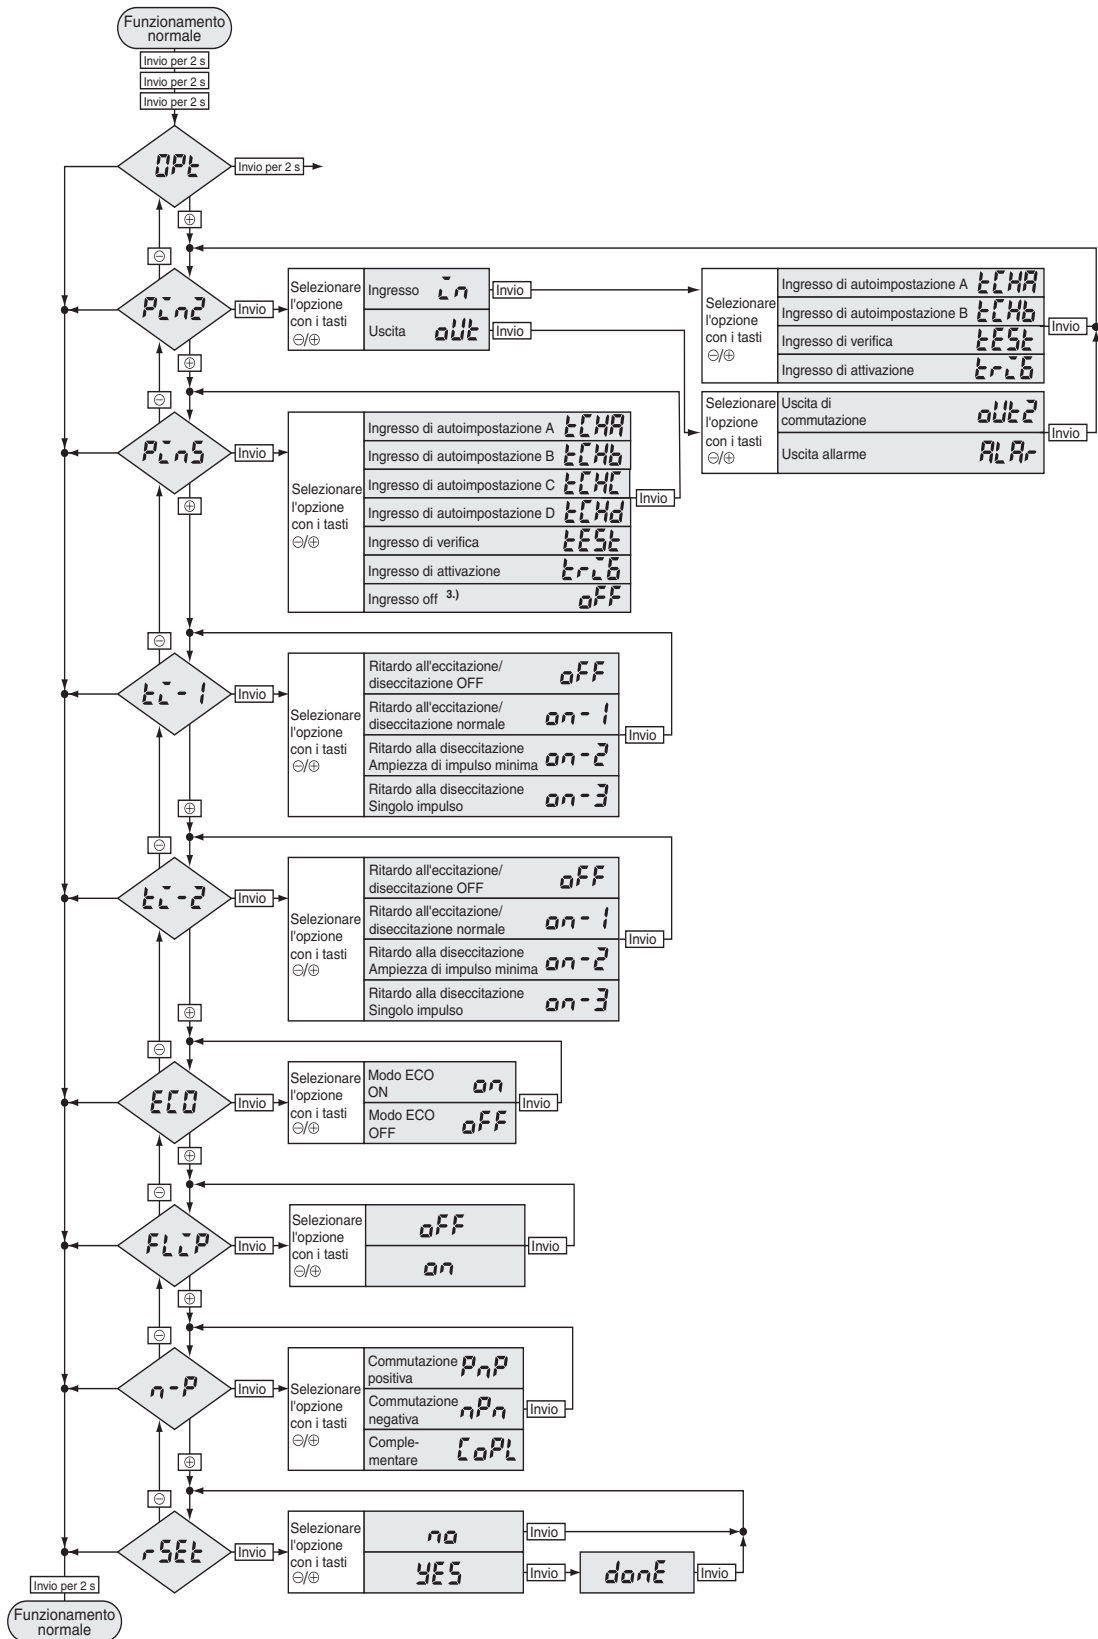 Funzionamento
normale
Invio per 2 s
Invio per 2 s
Invio per 2 s
OPt
Invio per 2 s
⊕
⊖
Pin2
Invio
Selezionare
l'opzione
con i tasti
⊖/⊕
Ingresso in
Invio
Uscita oUt
Invio
Selezionare
l'opzione
con i tasti
⊖/⊕
Ingresso di autoimpostazione A tCHA
Ingresso di autoimpostazione B tCHb
Ingresso di verifica tESt
Ingresso di attivazione triG
Invio
Selezionare
l'opzione
con i tasti
⊖/⊕
Uscita di
commutazione oUt2
Uscita allarme ALAr
Invio
⊕
⊖
PinS
Invio
Selezionare
l'opzione
con i tasti
⊖/⊕
Ingresso di autoimpostazione A tCHA
Ingresso di autoimpostazione B tCHb
Ingresso di autoimpostazione C tCHC
Ingresso di autoimpostazione D tCHd
Ingresso di verifica tESt
Ingresso di attivazione triG
Ingresso off 3.) oFF
Invio
⊕
⊖
ti-1
Invio
Selezionare
l'opzione
con i tasti
⊖/⊕
Ritardo all'eccitazione/
diseccitazione OFF oFF
Ritardo all'eccitazione/
diseccitazione normale on-1
Ritardo alla diseccitazione
Ampiezza di impulso minima on-2
Ritardo alla diseccitazione
Singolo impulso on-3
Invio
⊕
⊖
ti-2
Invio
Selezionare
l'opzione
con i tasti
⊖/⊕
Ritardo all'eccitazione/
diseccitazione OFF oFF
Ritardo all'eccitazione/
diseccitazione normale on-1
Ritardo alla diseccitazione
Ampiezza di impulso minima on-2
Ritardo alla diseccitazione
Singolo impulso on-3
Invio
⊕
⊖
ECO
Invio
Selezionare
l'opzione
con i tasti
⊖/⊕
Modo ECO
ON on
Modo ECO
OFF oFF
Invio
⊕
⊖
FLiP
Invio
Selezionare
l'opzione
con i tasti
⊖/⊕
oFF
on
Invio
⊕
⊖
n-P
Invio
Selezionare
l'opzione
con i tasti
⊖/⊕
Commutazione
positiva PnP
Commutazione
negativa nPn
Comple-
mentare CoPL
Invio
⊕
⊖
rSEt
Invio
Selezionare
l'opzione
con i tasti
⊖/⊕
no
Invio
YES
Invio
donE
Invio
Invio per 2 s
Funzionamento
normale